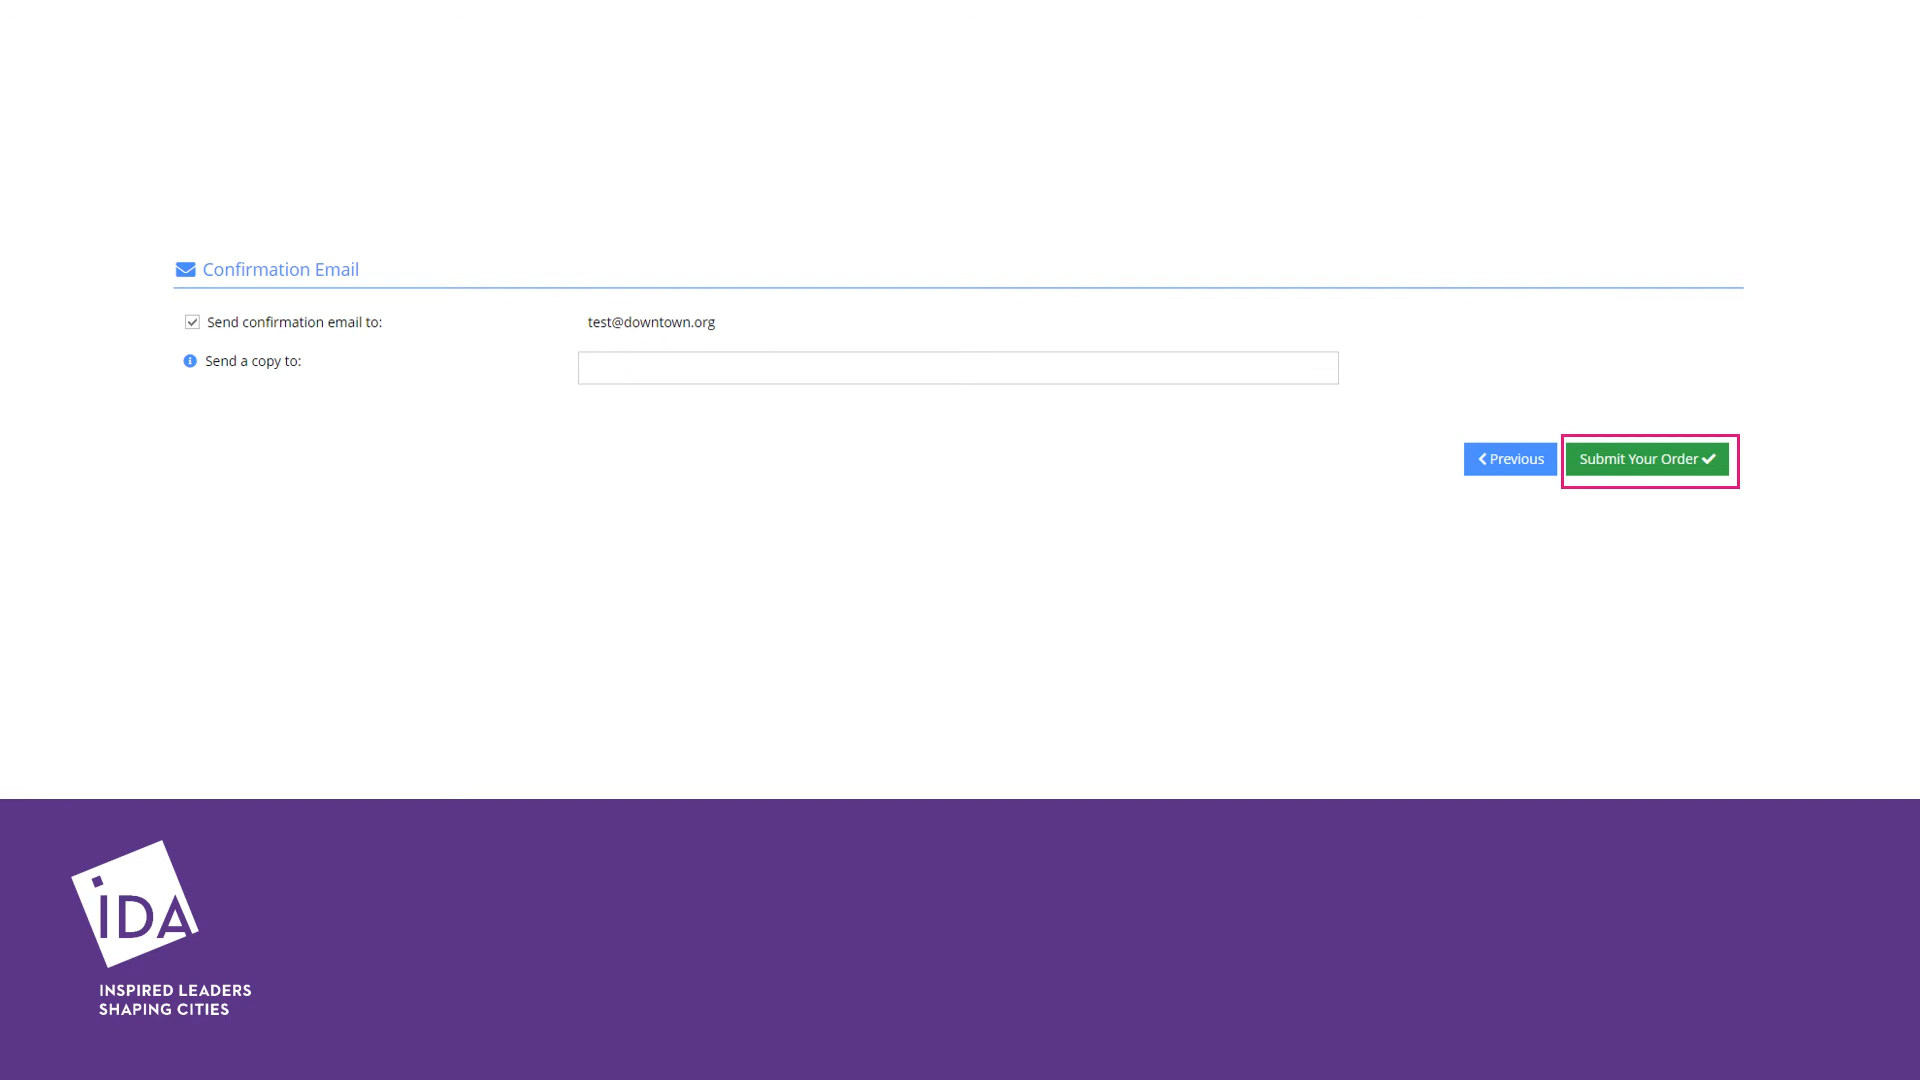 Confirmation Email
Send confirmation email to: test@downtown.org
Send a copy to:
Previous Submit Your Order
iDA
INSPIRED LEADERS
SHAPING CITIES